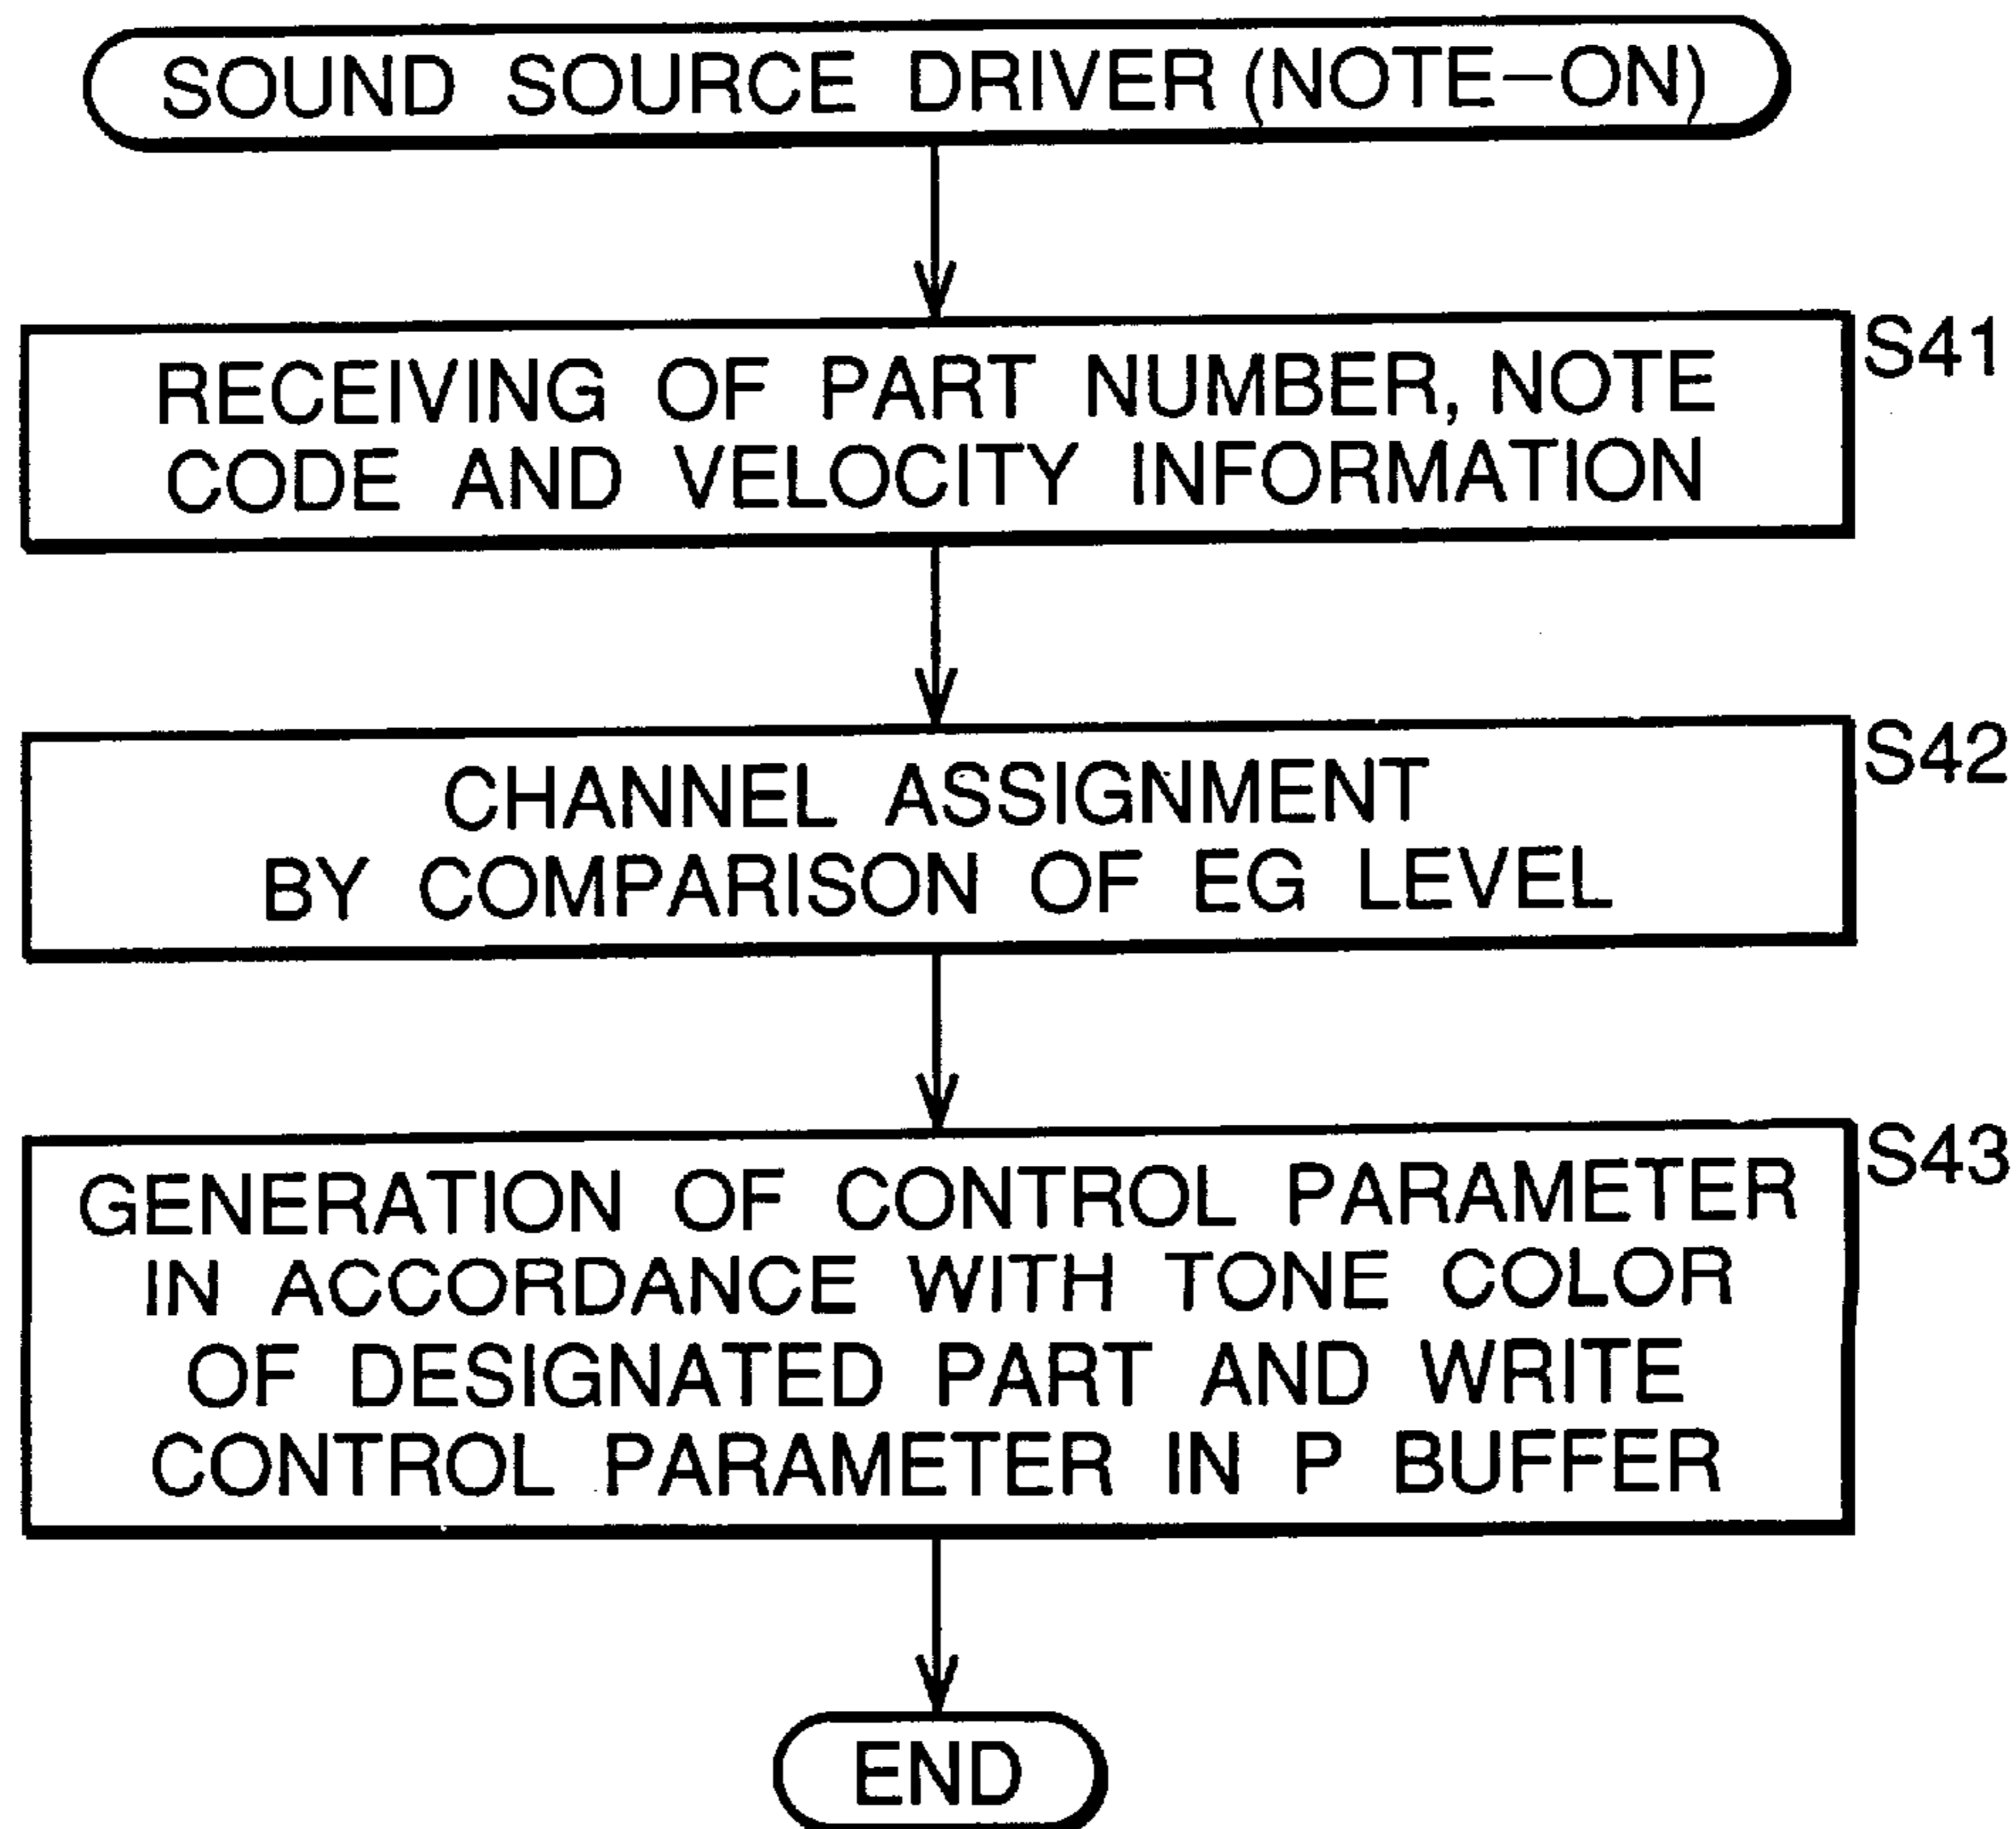 SOUND SOURCE DRIVER (NOTE-ON)
S41
RECEIVING OF PART NUMBER, NOTE
CODE AND VELOCITY INFORMATION
S42
CHANNEL ASSIGNMENT
BY COMPARISON OF EG LEVEL
S43
GENERATION OF CONTROL PARAMETER
IN ACCORDANCE WITH TONE COLOR
OF DESIGNATED PART AND WRITE
CONTROL PARAMETER IN P BUFFER
END